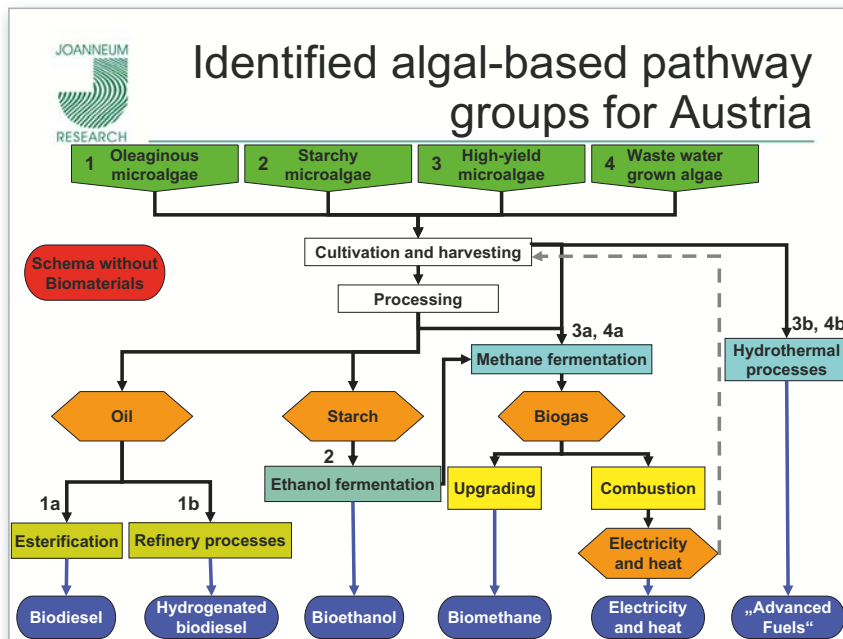 JOANNEUM
RESEARCH
Identified algal-based pathway
groups for Austria
1 Oleaginous
microalgae
2 Starchy
microalgae
3 High-yield
microalgae
4 Waste water
grown algae
Schema without
Biomaterials
Cultivation and harvesting
Processing
3a, 4a
3b, 4b
Methane fermentation
Hydrothermal
processes
Oil
Starch
Biogas
2
Ethanol fermentation
Upgrading
Combustion
1a
1b
Esterification
Refinery processes
Electricity
and heat
Biodiesel
Hydrogenated
biodiesel
Bioethanol
Biomethane
Electricity
and heat
„Advanced
Fuels“